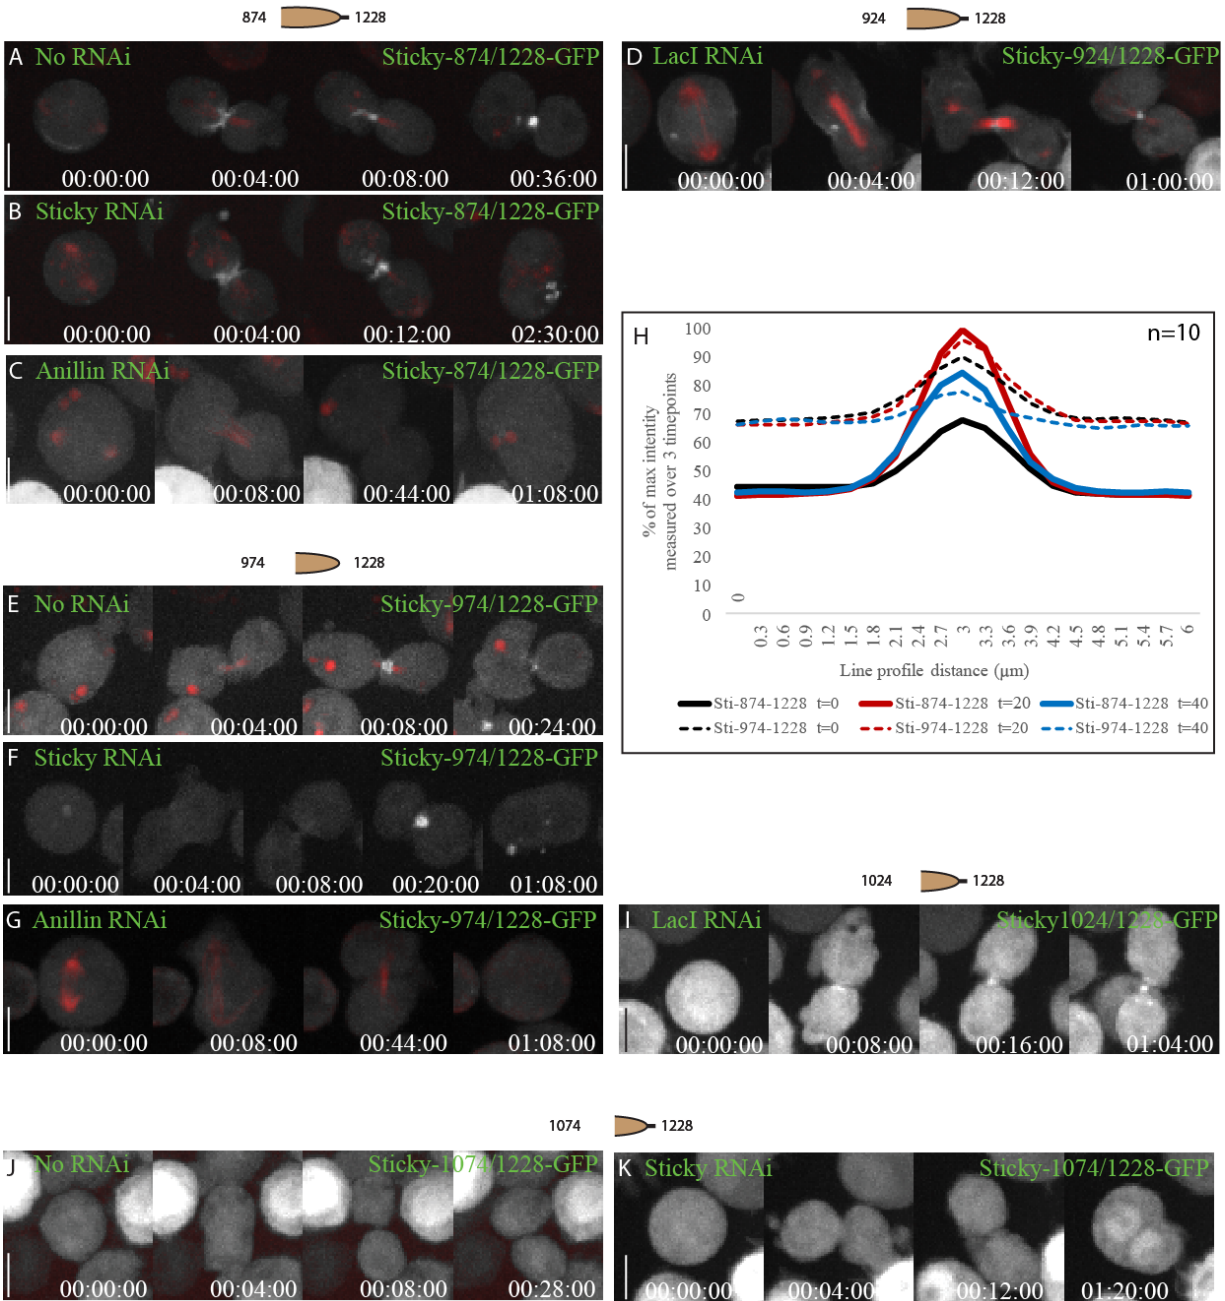 874 1228
A No RNAi Sticky-874/1228-GFP
00:00:00 00:04:00 00:08:00 00:36:00
B Sticky RNAi Sticky-874/1228-GFP
00:00:00 00:04:00 00:12:00 02:30:00
C Anillin RNAi Sticky-874/1228-GFP
00:00:00 00:08:00 00:44:00 01:08:00
924 1228
D LacI RNAi Sticky-924/1228-GFP
00:00:00 00:04:00 00:12:00 01:00:00
974 1228
E No RNAi Sticky-974/1228-GFP
00:00:00 00:04:00 00:08:00 00:24:00
F Sticky RNAi Sticky-974/1228-GFP
00:00:00 00:04:00 00:08:00 00:20:00 01:08:00
G Anillin RNAi Sticky-974/1228-GFP
00:00:00 00:08:00 00:44:00 01:08:00
H n=10
% of max intentity
measured over 3 timepoints
100
90
80
70
60
50
40
30
20
10
0
0 0.3 0.6 0.9 1.2 1.5 1.8 2.1 2.4 2.7 3 3.3 3.6 3.9 4.2 4.5 4.8 5.1 5.4 5.7 6
Line profile distance (µm)
Sti-874-1228 t=0 Sti-874-1228 t=20 Sti-874-1228 t=40
Sti-974-1228 t=0 Sti-974-1228 t=20 Sti-974-1228 t=40
1024 1228
I LacI RNAi Sticky1024/1228-GFP
00:00:00 00:08:00 00:16:00 01:04:00
1074 1228
J No RNAi Sticky-1074/1228-GFP
00:00:00 00:04:00 00:08:00 00:28:00
K Sticky RNAi Sticky-1074/1228-GFP
00:00:00 00:04:00 00:12:00 01:20:00